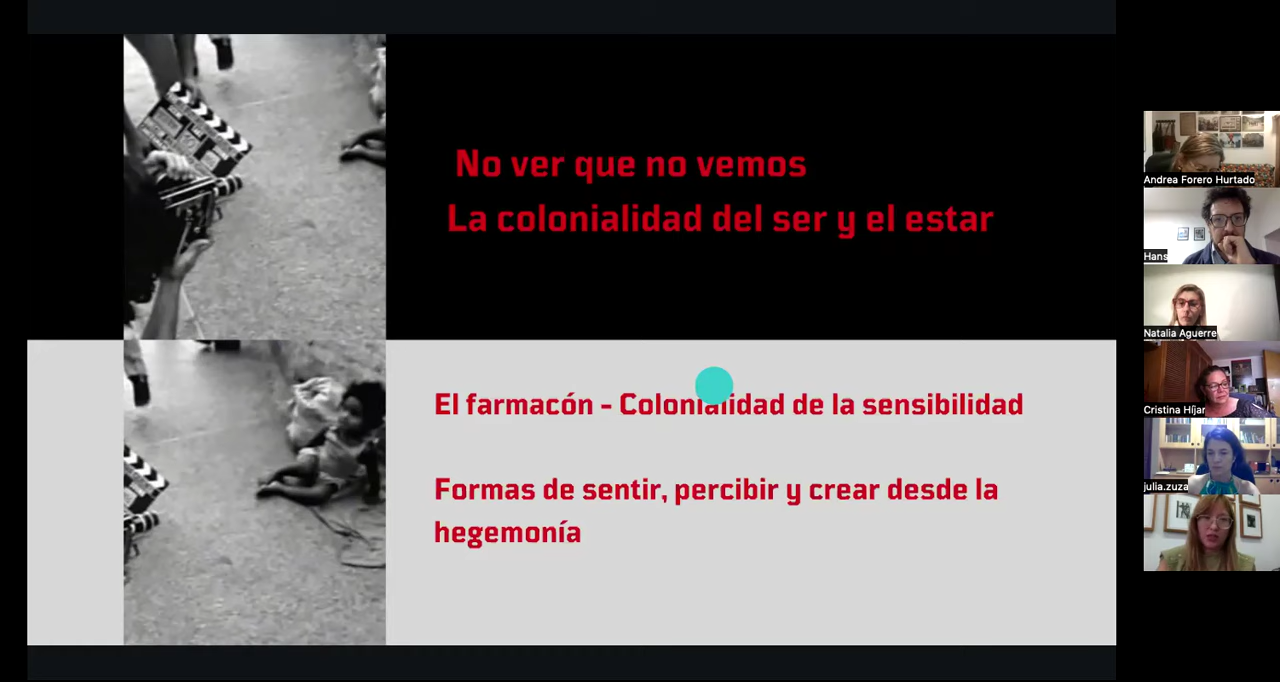 No ver que no vemos
La colonialidad del ser y el estar
El farmacón - Colonialidad de la sensibilidad
Formas de sentir, percibir y crear desde la
hegemonía
Andrea Forero Hurtado
Hans
Natalia Aguerre
Cristina Híjar
julia.zuza